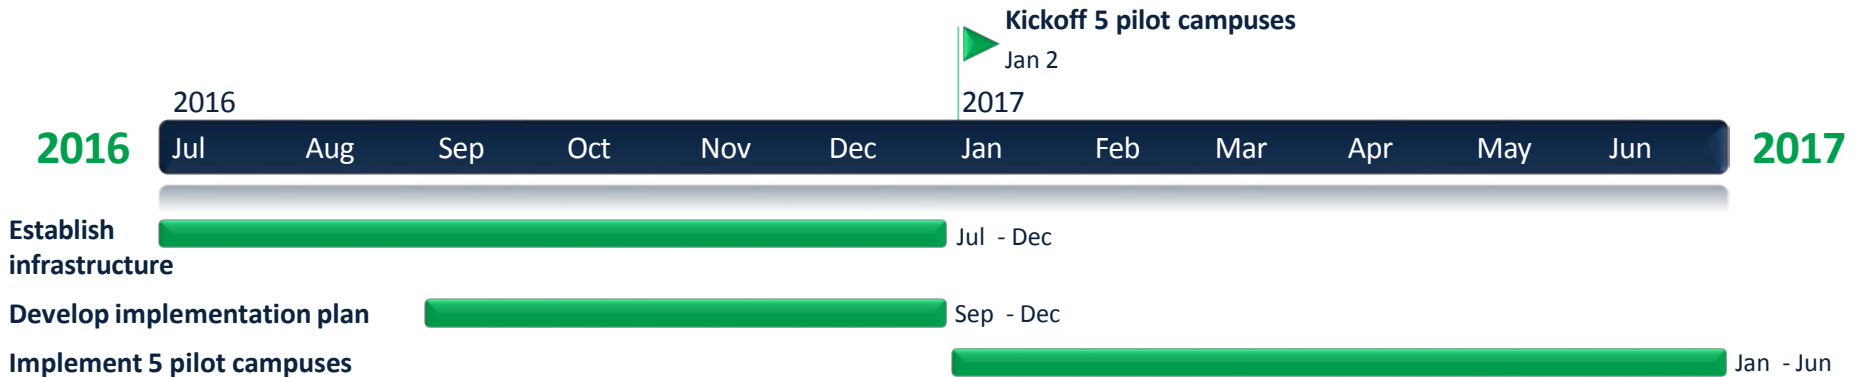 Kickoff 5 pilot campuses
Jan 2
2016 2017
2016 Jul Aug Sep Oct Nov Dec Jan Feb Mar Apr May Jun 2017
Establish
infrastructure
Jul - Dec
Develop implementation plan Sep - Dec
Implement 5 pilot campuses Jan - Jun